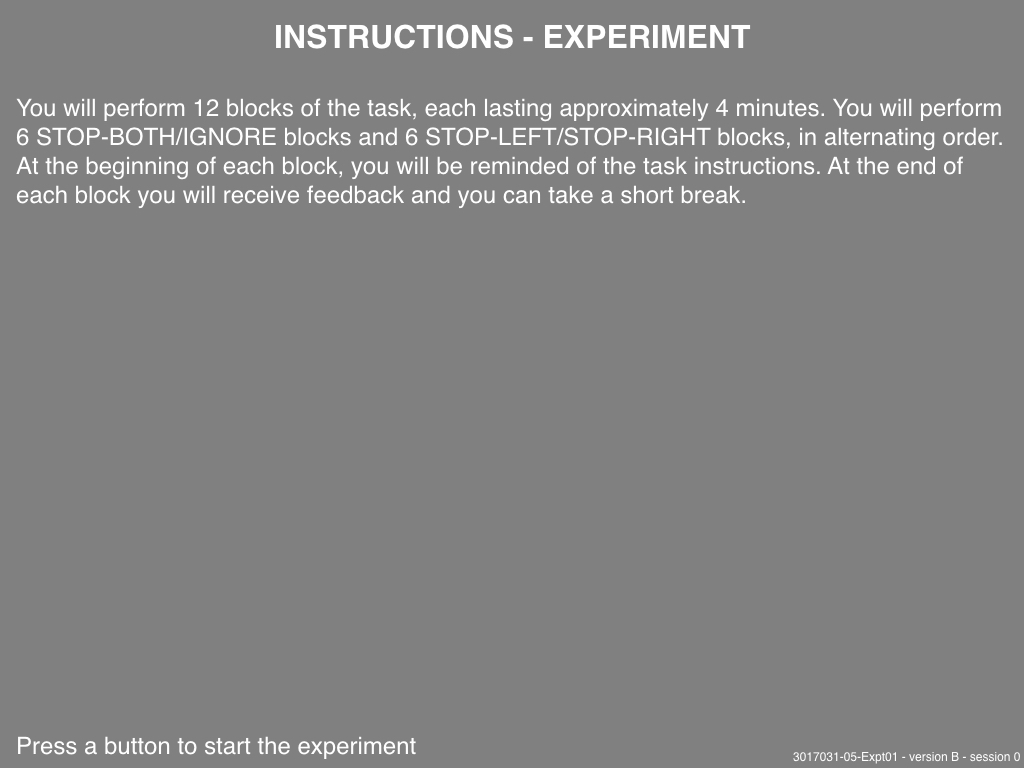 INSTRUCTIONS - EXPERIMENT
You will perform 12 blocks of the task, each lasting approximately 4 minutes. You will perform
6 STOP-BOTH/IGNORE blocks and 6 STOP-LEFT/STOP-RIGHT blocks, in alternating order.
At the beginning of each block, you will be reminded of the task instructions. At the end of
each block you will receive feedback and you can take a short break.
Press a button to start the experiment
3017031-05-Expt01 - version B - session 0